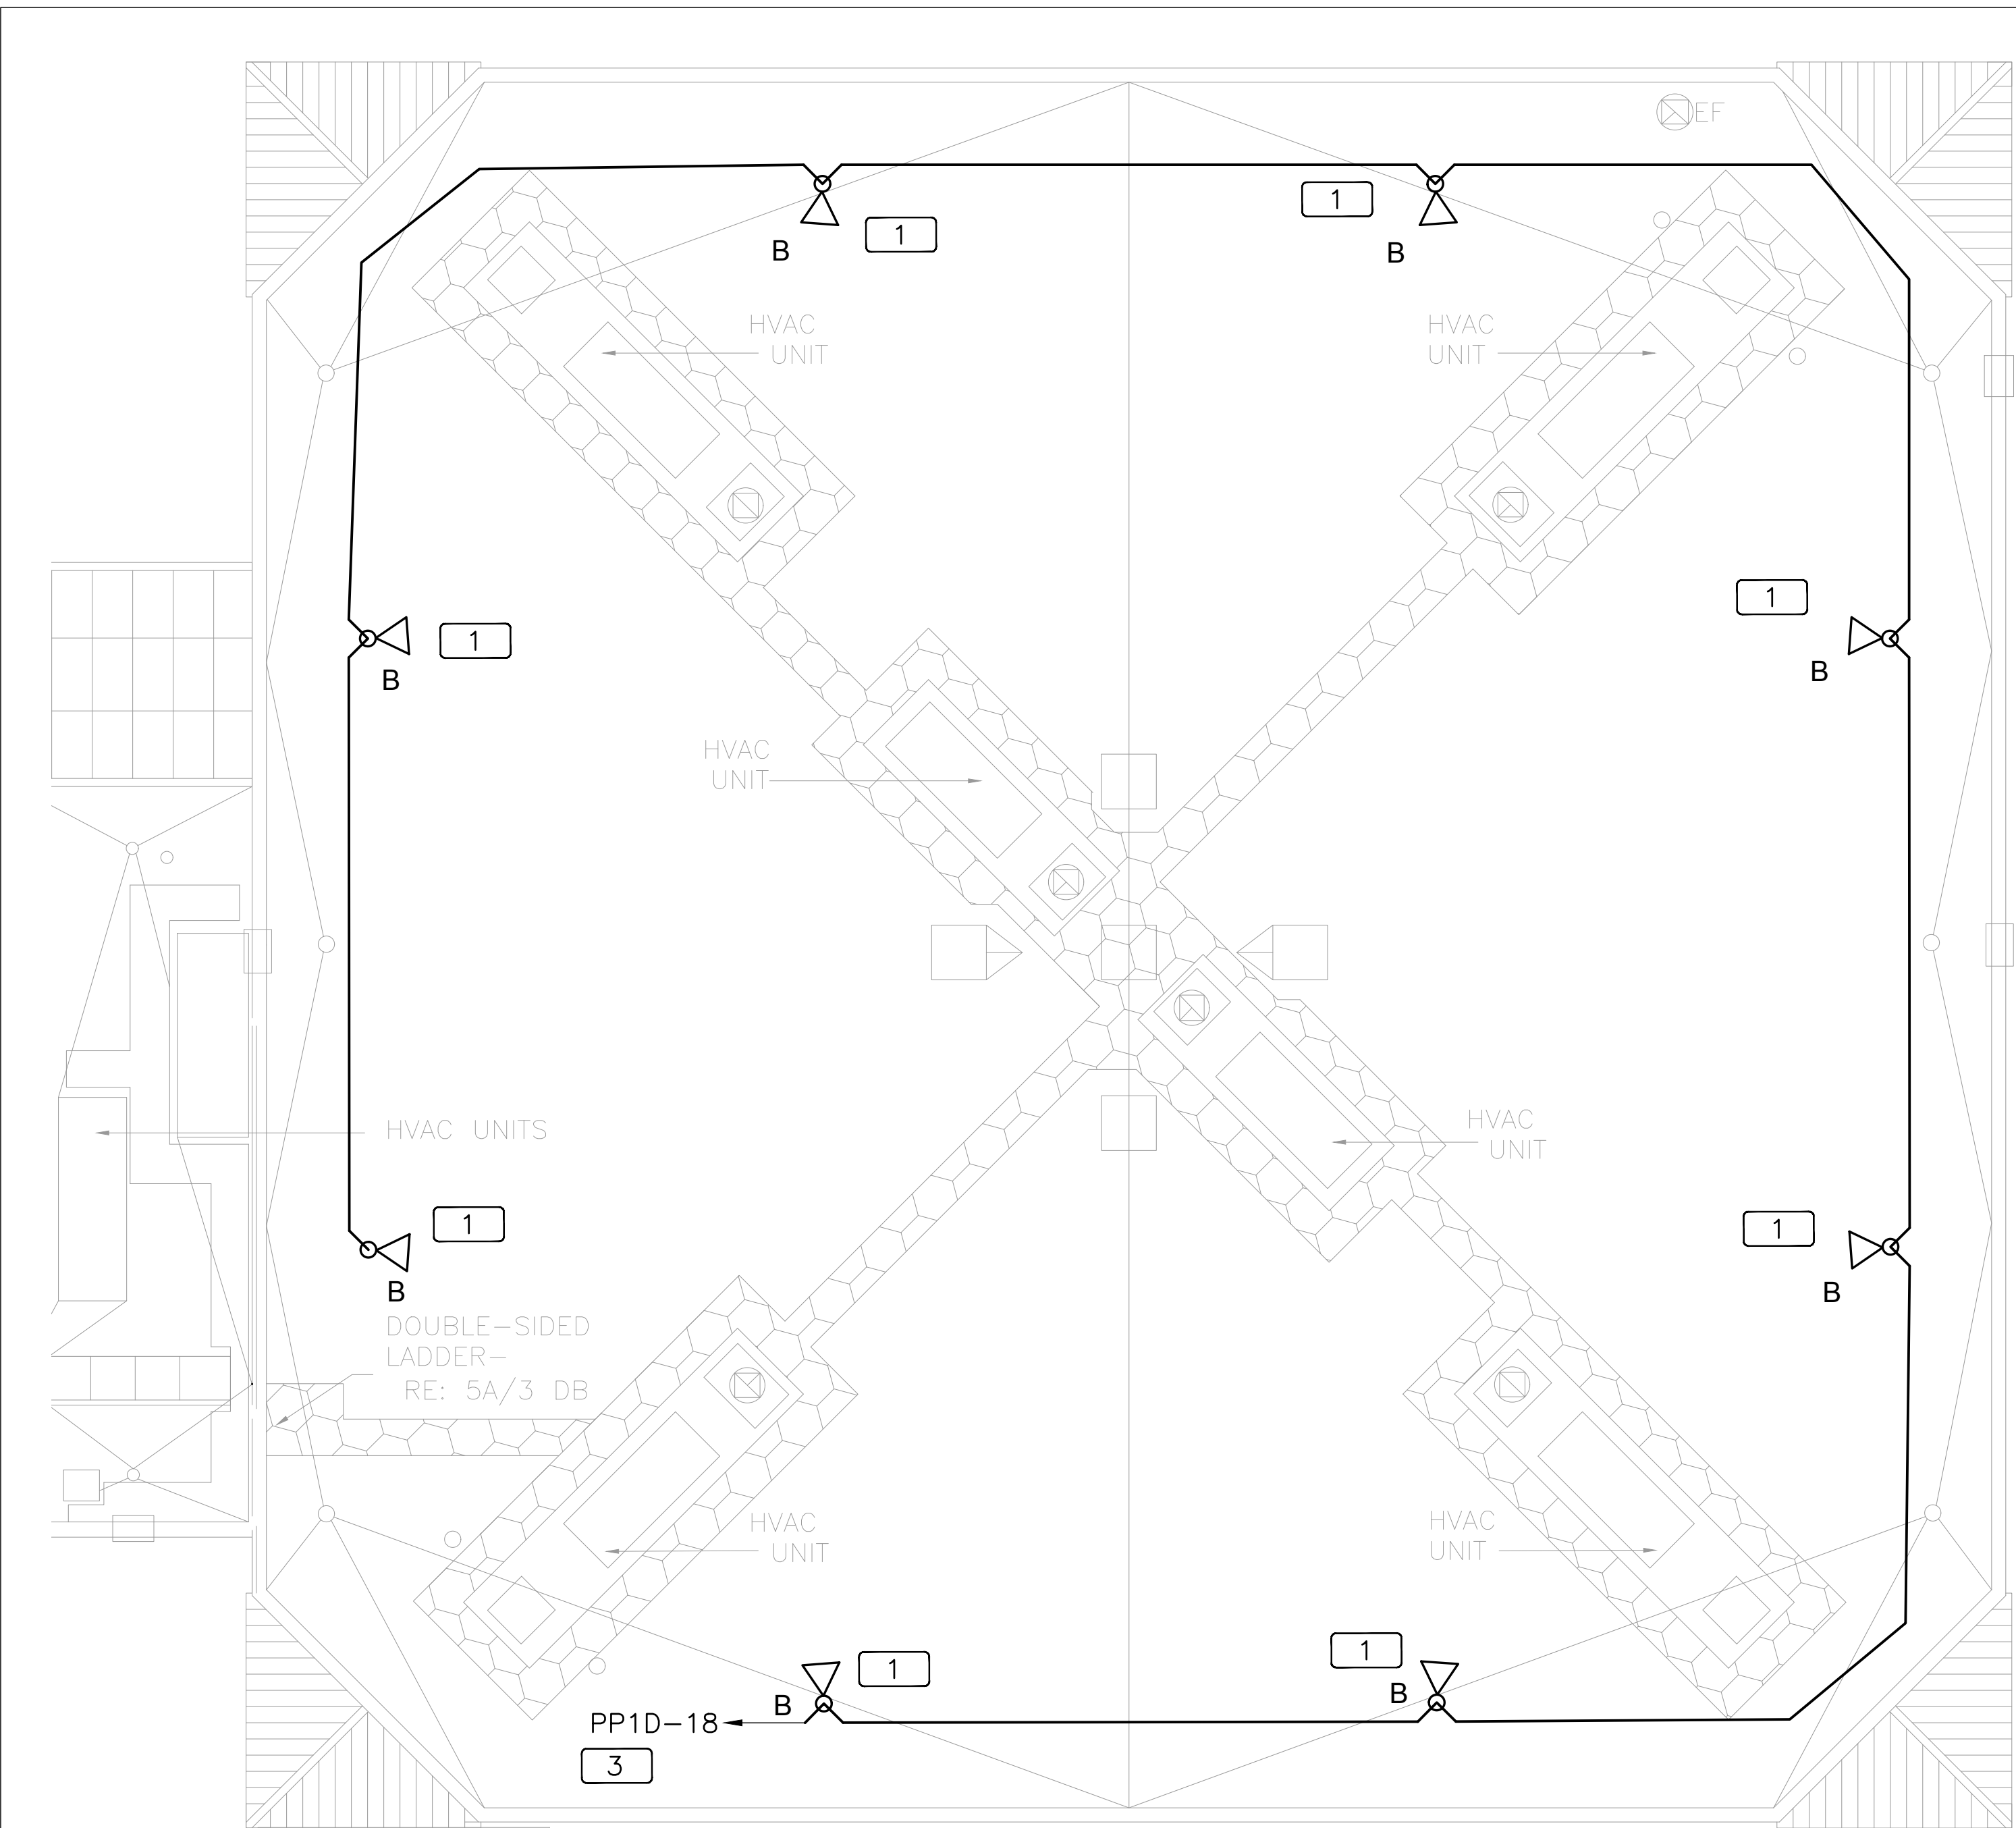 EF
1
1
B
B
HVAC
UNIT
HVAC
UNIT
1
1
B
B
HVAC
UNIT
HVAC UNITS
HVAC
UNIT
1
1
B
B
DOUBLE-SIDED
LADDER-
RE: 5A/3 DB
HVAC
UNIT
HVAC
UNIT
1
1
B
B
PP1D-18
3